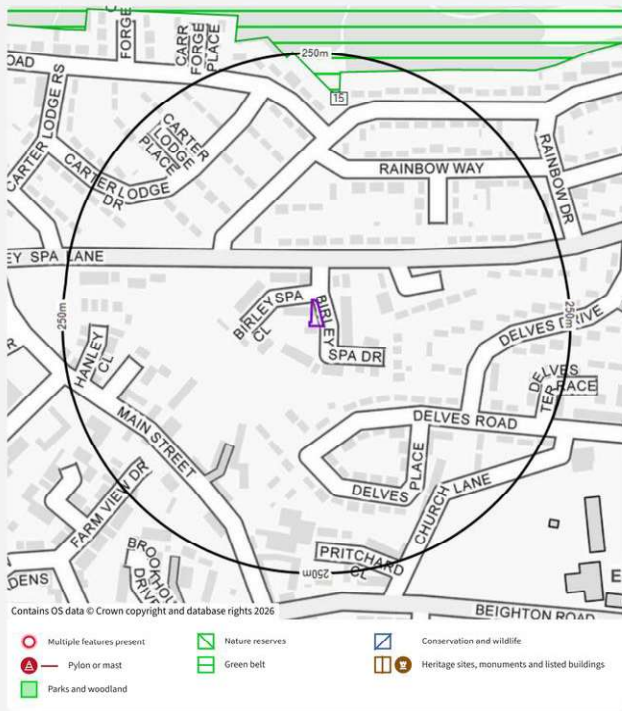 FORGE
CARR
FORGE
PLACE
250m
OAD
15
CARTER LODGE RS
CARTER
LODGE
PLACE
CARTER LODGE
DR
RAINBOW WAY
RAINBOW DR
EY SPA LANE
BIRLEY SPA
CL
BIRLEY
SPA DR
250m
250m
DELVES DRIVE
HANLEY
CL
DELVES
TER
RACE
DELVES ROAD
MAIN STREET
DELVES
PLACE
CHURCH LANE
FARM VIEW DR
PRITCHARD
CL
250m
DENS
BEIGHTON ROAD
Contains OS data © Crown copyright and database rights 2026
Multiple features present
Nature reserves
Conservation and wildlife
Pylon or mast
Green belt
Heritage sites, monuments and listed buildings
Parks and woodland